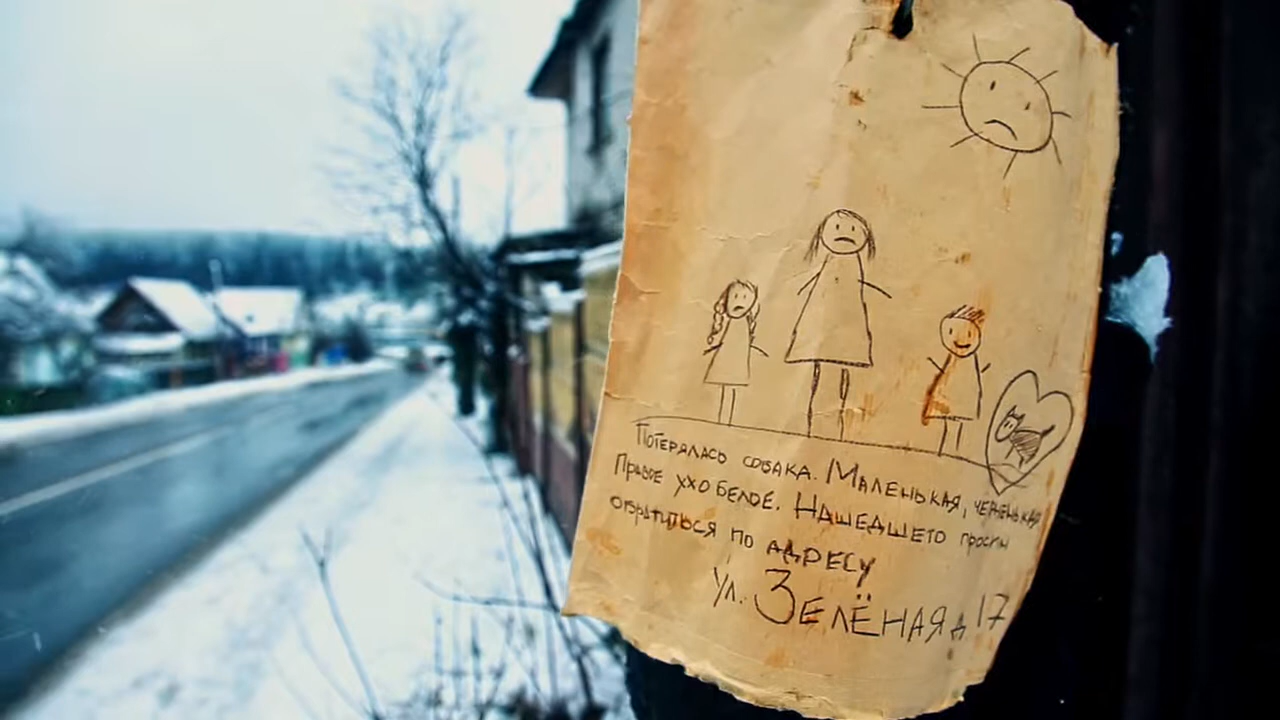 Потерялась собака. Маленькая, черненькая
Правое ухо белое. Нашедшего просим
обратиться по адресу
ул. Зелёная д 17